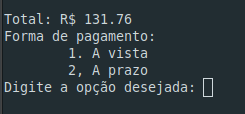 Total: R$ 131.76
Forma de pagamento:
1. A vista
2, A prazo
Digite a opção desejada: